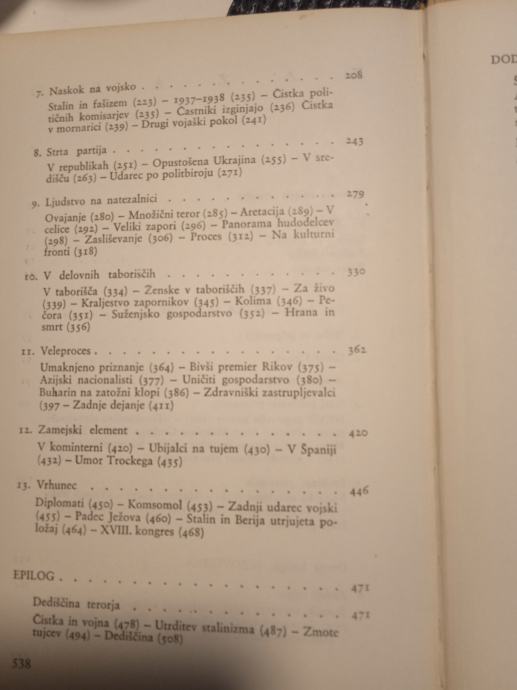 7. Naskok na vojsko . . . . . . . . . . . . . . 208
Stalin in fašizem (223) – 1937–1938 (235) – Čistka poli-
tičnih komisarjev (235) – Častniki izginjajo (236) Čistka
v mornarici (239) – Drugi vojaški pokol (241)
8. Strta partija . . . . . . . . . . . . . . . . 243
V republikah (251) – Opustošena Ukrajina (255) – V sre-
dišču (263) – Udarec po politbiroju (271)
9. Ljudstvo na natezalnici . . . . . . . . . . . 279
Ovajanje (280) – Množični teror (285) – Aretacija (289) – V
celice (292) – Veliki zapori (296) – Panorama hudodelcev
(298) – Zasliševanje (306) – Proces (312) – Na kulturni
fronti (318)
10. V delovnih taboriščih . . . . . . . . . . . . 330
V taborišča (334) – Ženske v taboriščih (337) – Za živo
(339) – Kraljestvo zapornikov (345) – Kolima (346) – Pe-
čora (351) – Suženjsko gospodarstvo (352) – Hrana in
smrt (356)
11. Veleproces . . . . . . . . . . . . . . . . . 362
Umaknjeno priznanje (364) – Bivši premier Rikov (375) –
Azijski nacionalisti (377) – Uničiti gospodarstvo (380) –
Buharin na zatožni klopi (386) – Zdravniški zastrupljevalci
(397 – Zadnje dejanje (411)
12. Zamejski element . . . . . . . . . . . . . . 420
V kominterni (420) – Ubijalci na tujem (430) – V Španiji
(432) – Umor Trockega (435)
13. Vrhunec . . . . . . . . . . . . . . . . . . 446
Diplomati (450) – Komsomol (453) – Zadnji udarec vojski
(455) – Padec Ježova (460) – Stalin in Berija utrjujeta po-
ložaj (464) – XVIII. kongres (468)
EPILOG . . . . . . . . . . . . . . . . . . . . 471
Dediščina terorja . . . . . . . . . . . . . . . 471
Čistka in vojna (478) – Utrditev stalinizma (487) – Zmote
tujcev (494) – Dediščina (508)
538
DOD